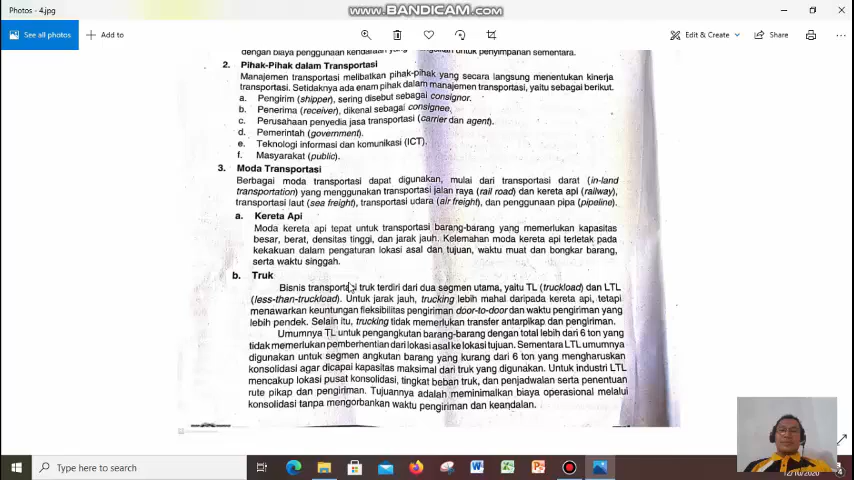 Photos - 4.jpg
www.BANDICAM.com
See all photos
Add to
Edit & Create
Share
Print
dengan biaya penggunaan kendaraan yang untuk penyimpanan sementara.
2. Pihak-Pihak dalam Transportasi
Manajemen transportasi melibatkan pihak-pihak yang secara langsung menentukan kinerja
transportasi. Setidaknya ada enam pihak dalam manajemen transportasi, yaitu sebagai berikut.
a. Pengirim (shipper), sering disebut sebagai consignor.
b. Penerima (receiver), dikenal sebagai consignee.
c. Perusahaan penyedia jasa transportasi (carrier dan agent).
d. Pemerintah (government).
e. Teknologi informasi dan komunikasi (ICT).
f. Masyarakat (public).
3. Moda Transportasi
Berbagai moda transportasi dapat digunakan, mulai dari transportasi darat (in-land
transportation) yang menggunakan transportasi jalan raya (rail road) dan kereta api (railway),
transportasi laut (sea freight), transportasi udara (air freight), dan penggunaan pipa (pipeline).
a. Kereta Api
Moda kereta api tepat untuk transportasi barang-barang yang memerlukan kapasitas
besar, berat, densitas tinggi, dan jarak jauh. Kelemahan moda kereta api terletak pada
kekakuan dalam pengaturan lokasi asal dan tujuan, waktu muat dan bongkar barang,
serta waktu singgah.
b. Truk
Bisnis transportasi truk terdiri dari dua segmen utama, yaitu TL (truckload) dan LTL
(less-than-truckload). Untuk jarak jauh, trucking lebih mahal daripada kereta api, tetapi
menawarkan keuntungan fleksibilitas pengiriman door-to-door dan waktu pengiriman yang
lebih pendek. Selain itu, trucking tidak memerlukan transfer antarpikap dan pengiriman.
Umumnya TL untuk pengangkutan barang-barang dengan total lebih dari 6 ton yang
tidak memerlukan pemberhentian dari lokasi asal ke lokasi tujuan. Sementara LTL umumnya
digunakan untuk segmen angkutan barang yang kurang dari 6 ton yang mengharuskan
konsolidasi agar dicapai kapasitas maksimal dari truk yang digunakan. Untuk industri LTL
mencakup lokasi pusat konsolidasi, tingkat beban truk, dan penjadwalan serta penentuan
rute pikap dan pengiriman. Tujuannya adalah meminimalkan biaya operasional melalui
konsolidasi tanpa mengorbankan waktu pengiriman dan keandalan.
Type here to search
12/10/2020